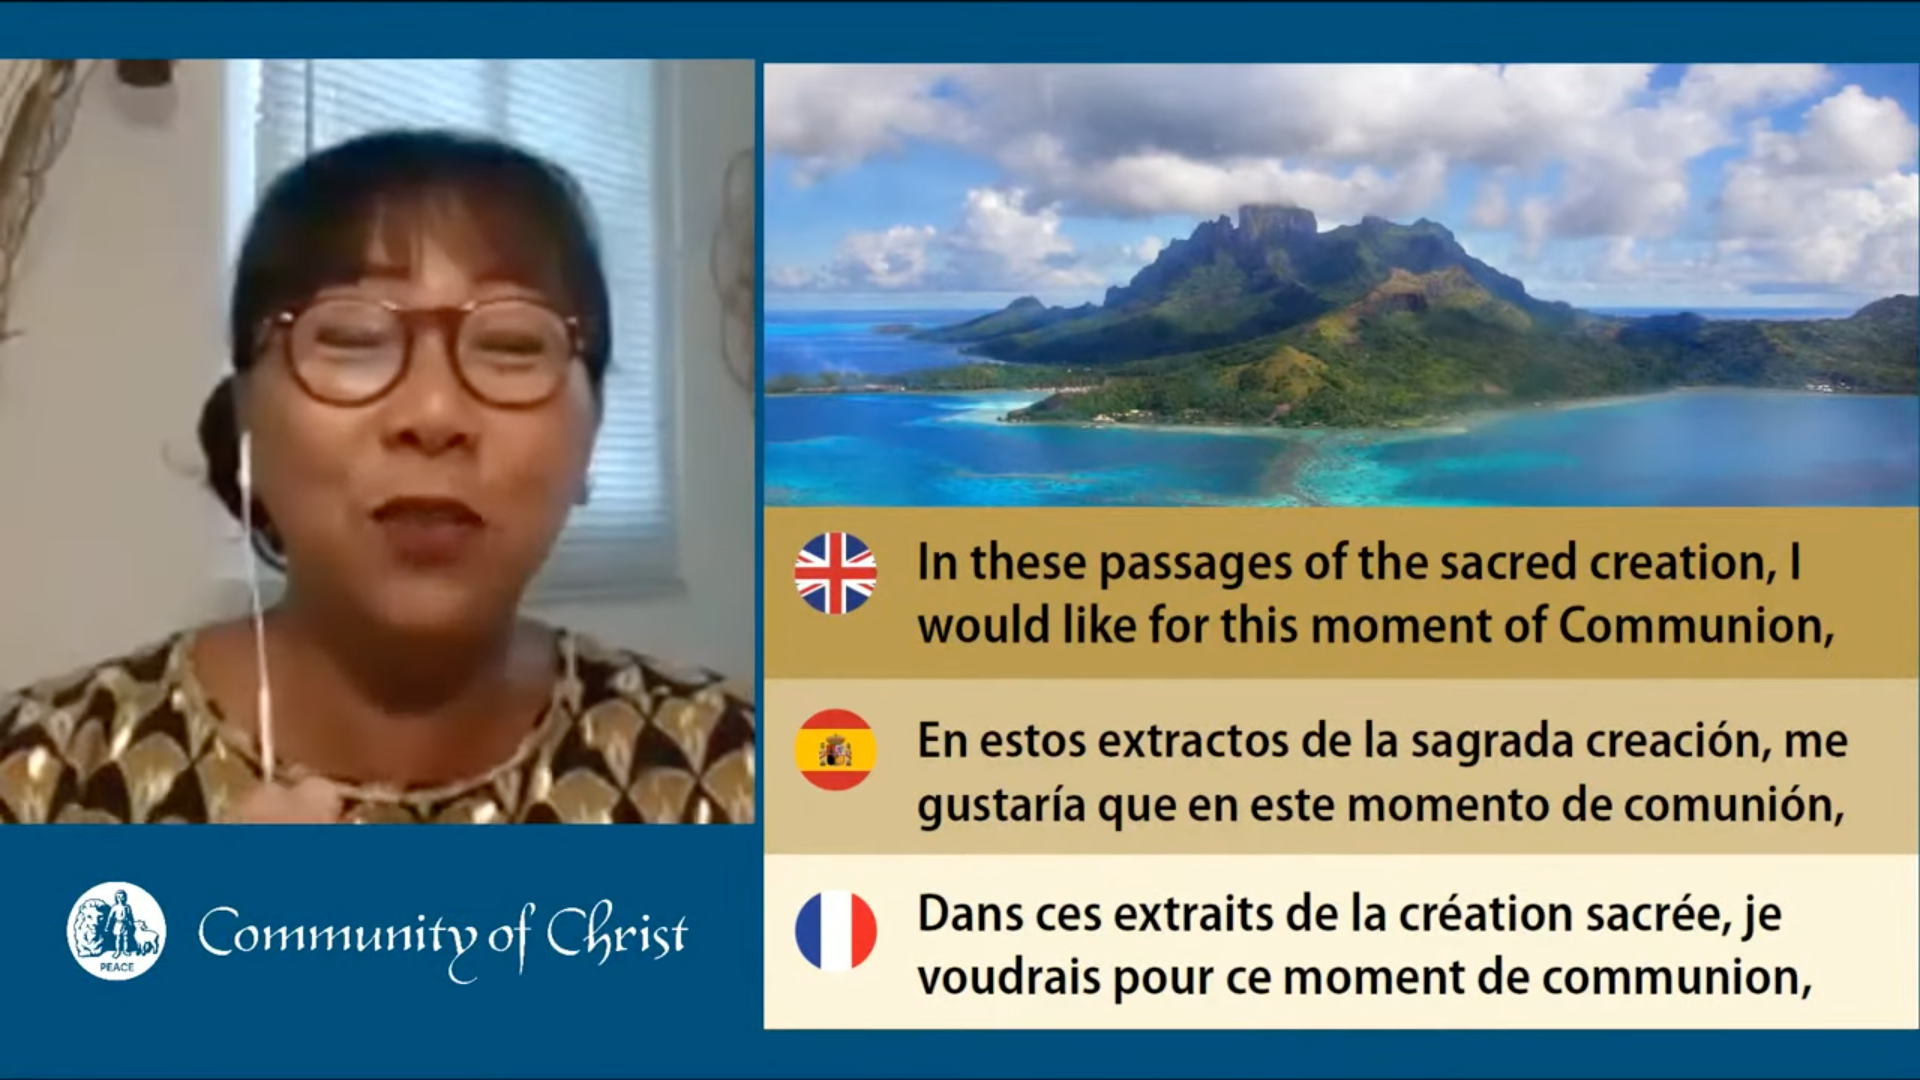 In these passages of the sacred creation, I
would like for this moment of Communion,
En estos extractos de la sagrada creación, me
gustaría que en este momento de comunión,
Dans ces extraits de la création sacrée, je
voudrais pour ce moment de communion,
PEACE
Community of Christ